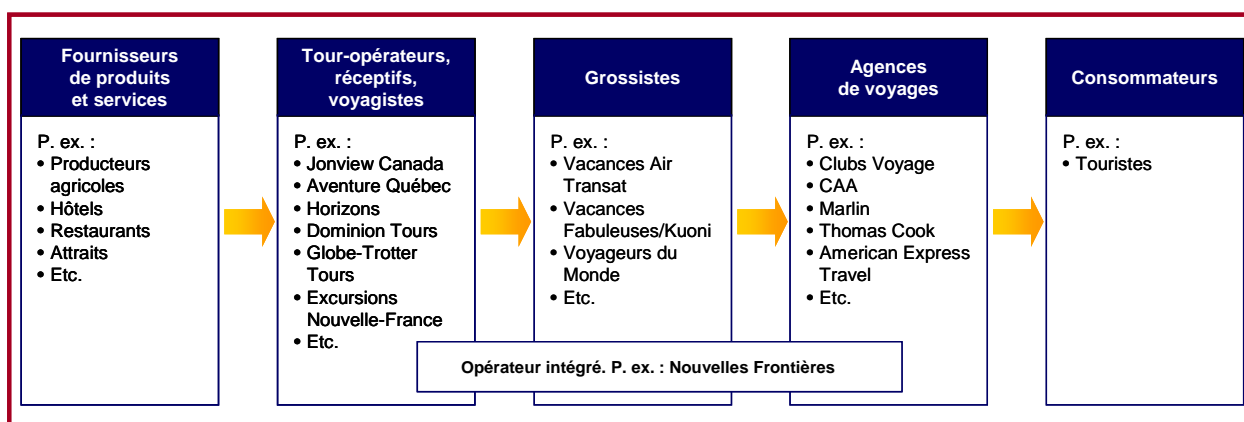 Fournisseurs
de produits
et services
P. ex. :
• Producteurs
agricoles
• Hôtels
• Restaurants
• Attraits
• Etc.
Tour-opérateurs,
réceptifs,
voyagistes
P. ex. :
• Jonview Canada
• Aventure Québec
• Horizons
• Dominion Tours
• Globe-Trotter
Tours
• Excursions
Nouvelle-France
• Etc.
Grossistes
P. ex. :
• Vacances Air
Transat
• Vacances
Fabuleuses/Kuoni
• Voyageurs du
Monde
• Etc.
Agences
de voyages
P. ex. :
• Clubs Voyage
• CAA
• Marlin
• Thomas Cook
• American Express
Travel
• Etc.
Consommateurs
P. ex. :
• Touristes
Opérateur intégré. P. ex. : Nouvelles Frontières